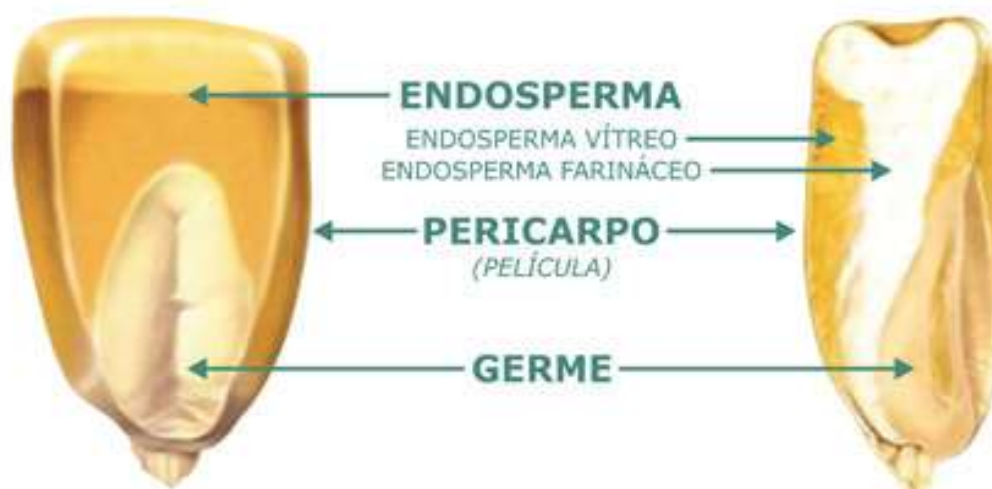 ENDOSPERMA
ENDOSPERMA VÍTREO
ENDOSPERMA FARINÁCEO
PERICARPO
(PELÍCULA)
GERME